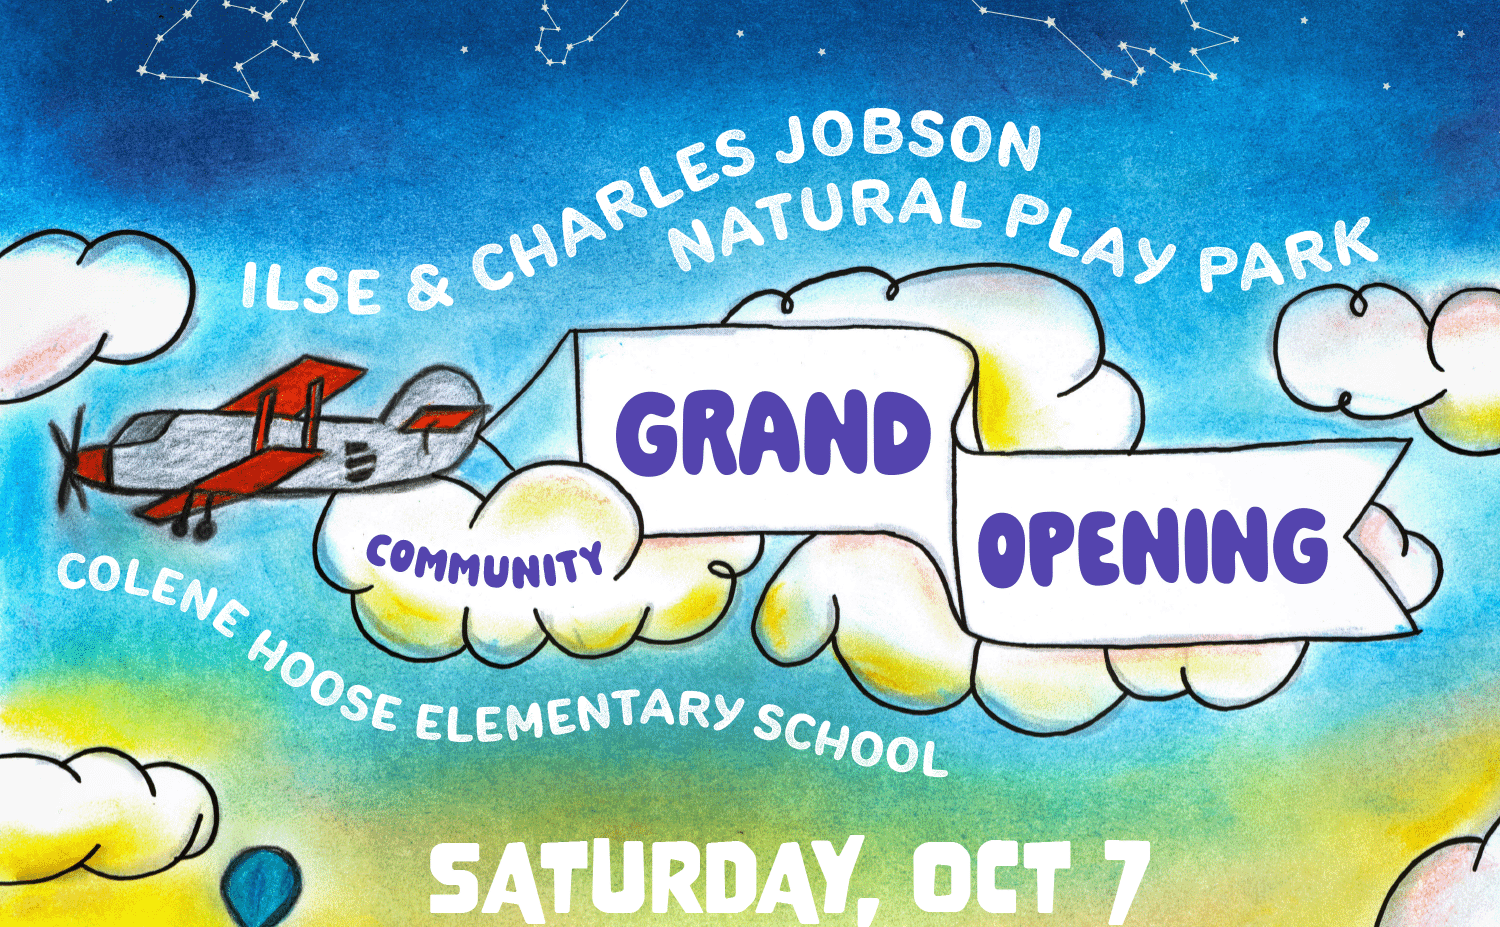 ILSE & CHARLES JOBSON
NATURAL PLAY PARK
GRAND
OPENING
COMMUNITY
COLENE HOOSE ELEMENTARY SCHOOL
SATURDAY, OCT 7